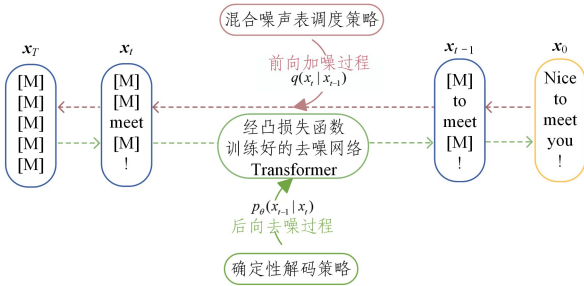 混合噪声表调度策略
x_T
x_t
x_{t-1}
x_0
前向加噪过程
q(x_t | x_{t-1})
[M]
[M]
[M]
[M]
[M]
[M]
[M]
meet
[M]
!
经凸损失函数
训练好的去噪网络
Transformer
[M]
to
meet
[M]
!
Nice
to
meet
you
!
p_θ(x_{t-1} | x_t)
后向去噪过程
确定性解码策略